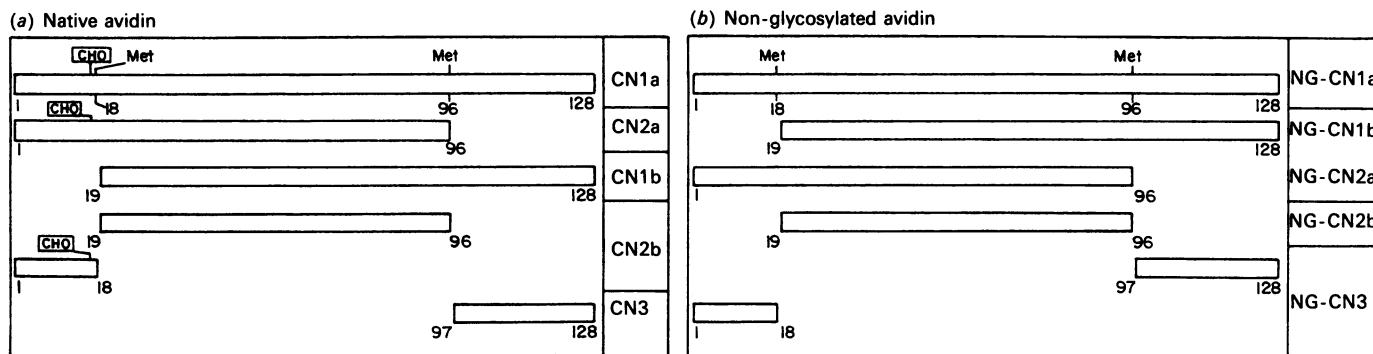 (a) Native avidin
CHO Met Met
1 18 96 128 CN1a
CHO
1 96 CN2a
19 128 CN1b
19 96 CN2b
CHO
1 18
97 128 CN3
(b) Non-glycosylated avidin
Met Met
1 18 96 128 NG-CN1a
19 128 NG-CN1b
1 96 NG-CN2a
19 96 NG-CN2b
97 128 NG-CN3
1 18